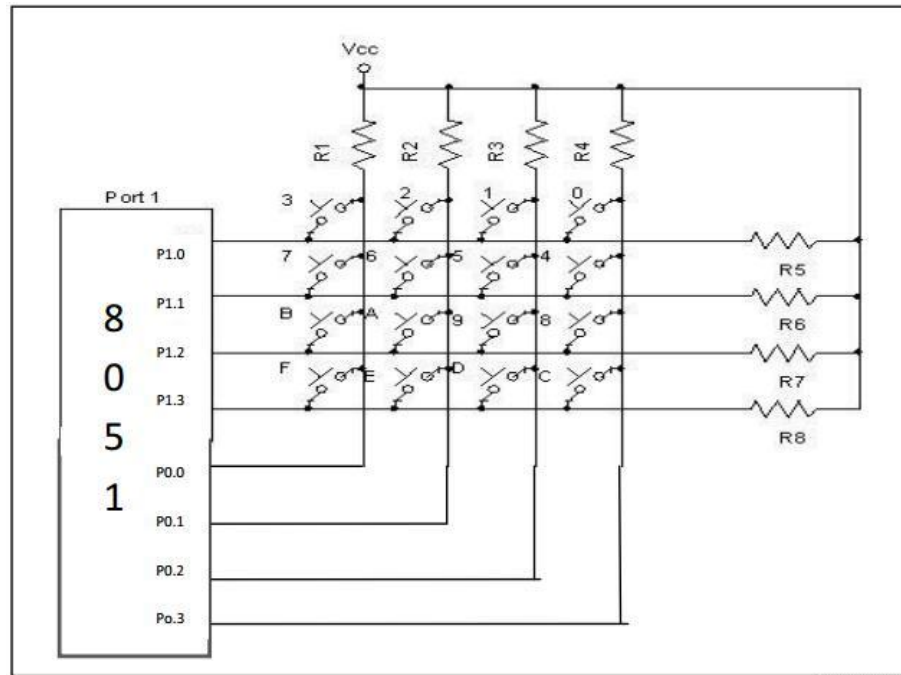 Vcc
R1 R2 R3 R4
Port 1
3 2 1 0
P1.0
R5
7 6 5 4
P1.1
R6
B A 9 8
P1.2
R7
F E D C
P1.3
R8
8
0
5
1
P0.0
P0.1
P0.2
Po.3